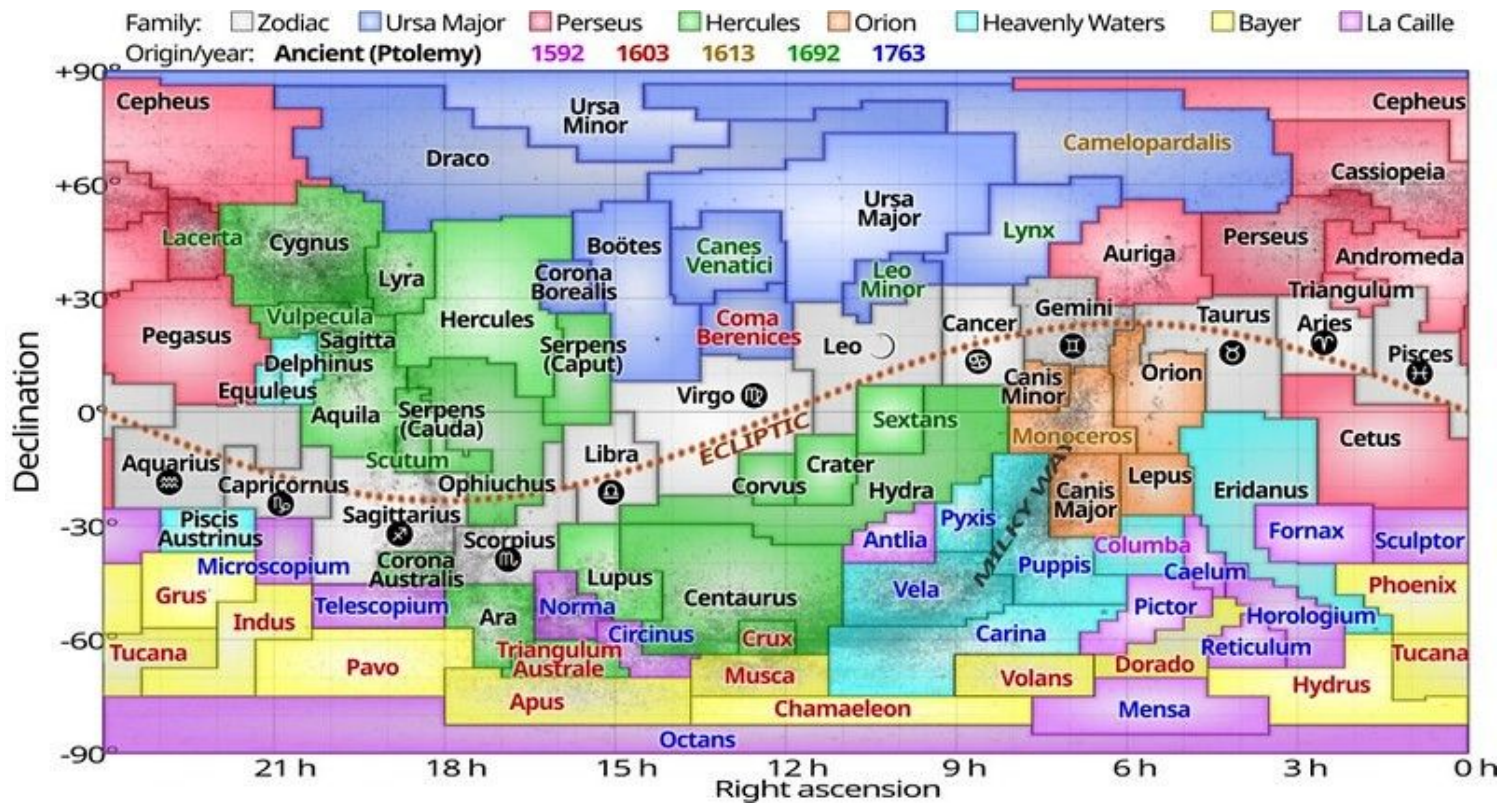 Family: Zodiac Ursa Major Perseus Hercules Orion Heavenly Waters Bayer La Caille
Origin/year: Ancient (Ptolemy) 1592 1603 1613 1692 1763
+90°
Cepheus
Ursa
Minor
Cepheus
Draco
Camelopardalis
Cassiopeia
+60°
Ursa
Major
Lacerta
Cygnus
Lyra
Boötes
Canes
Venatici
Lynx
Auriga
Perseus
Andromeda
Corona
Borealis
Leo
Minor
+30°
Triangulum
Vulpecula
Pegasus
Sagitta
Hercules
Serpens
(Caput)
Coma
Berenices
Leo
Cancer
♋
Gemini
♊
Taurus
♉
Aries
♈
Pisces
♓
Delphinus
Equuleus
Aquila
Serpens
(Cauda)
Virgo ♍
Canis
Minor
Orion
0°
Sextans
Monoceros
Cetus
ECLIPTIC
MILKY WAY
Aquarius
♒
Capricornus
♑
Scutum
Ophiuchus
Libra
♎
Corvus
Crater
Hydra
Canis
Major
Lepus
Eridanus
Declination
-30°
Piscis
Austrinus
Sagittarius
♐
Scorpius
♏
Antlia
Pyxis
Puppis
Columba
Fornax
Sculptor
Microscopium
Corona
Australis
Lupus
Centaurus
Vela
Caelum
Phoenix
Grus
Indus
Telescopium
Ara
Norma
Circinus
Crux
Carina
Pictor
Horologium
Reticulum
-60°
Tucana
Pavo
Triangulum
Australe
Musca
Volans
Dorado
Tucana
Hydrus
Apus
Chamaeleon
Mensa
Octans
-90°
21 h 18 h 15 h 12 h 9 h 6 h 3 h 0 h
Right ascension